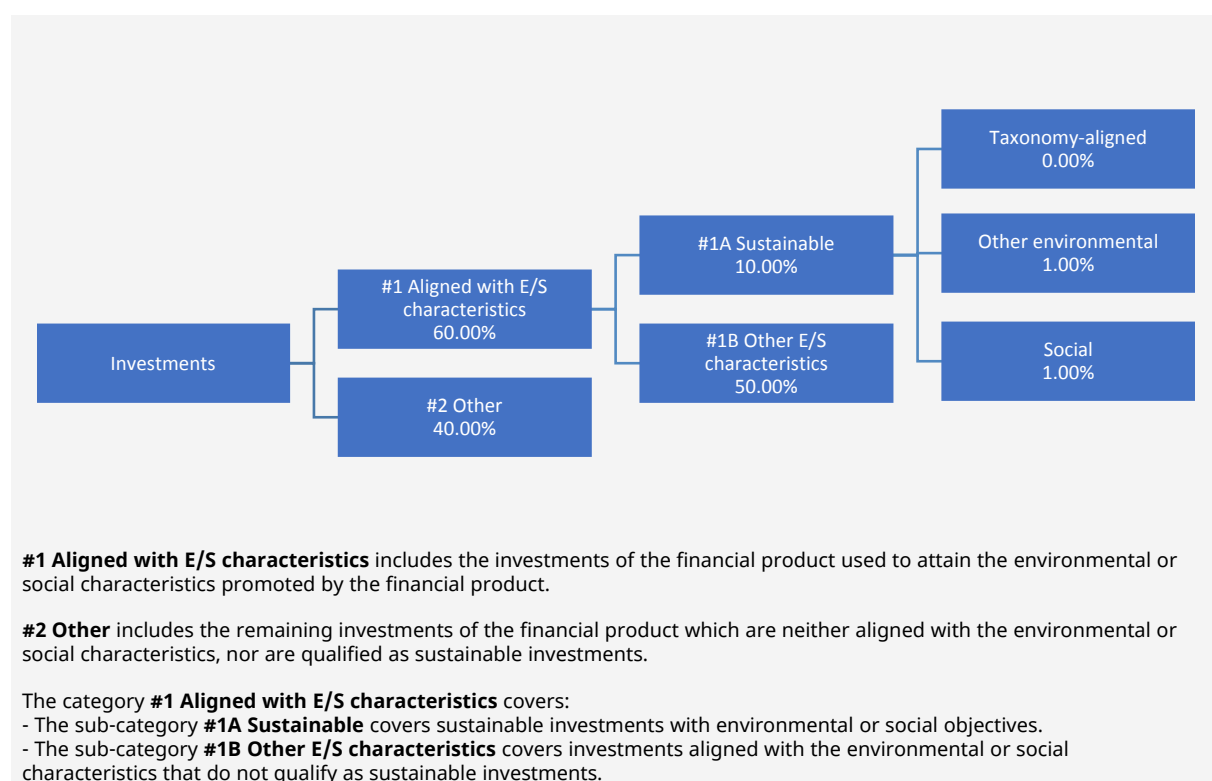 Taxonomy-aligned
0.00%
#1A Sustainable
10.00%
Other environmental
1.00%
#1 Aligned with E/S
characteristics
60.00%
Investments
#1B Other E/S
characteristics
50.00%
Social
1.00%
#2 Other
40.00%
#1 Aligned with E/S characteristics includes the investments of the financial product used to attain the environmental or
social characteristics promoted by the financial product.
#2 Other includes the remaining investments of the financial product which are neither aligned with the environmental or
social characteristics, nor are qualified as sustainable investments.
The category #1 Aligned with E/S characteristics covers:
- The sub-category #1A Sustainable covers sustainable investments with environmental or social objectives.
- The sub-category #1B Other E/S characteristics covers investments aligned with the environmental or social
characteristics that do not qualify as sustainable investments.